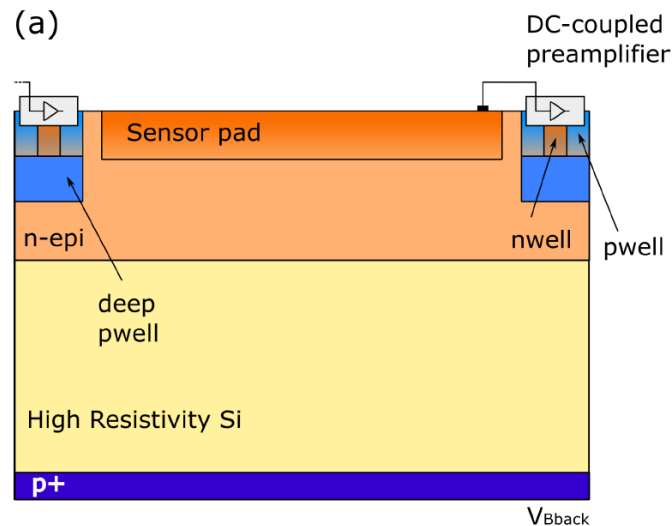 (a)
DC-coupled
preamplifier
Sensor pad
n-epi
nwell
pwell
deep
pwell
High Resistivity Si
p+
VBback